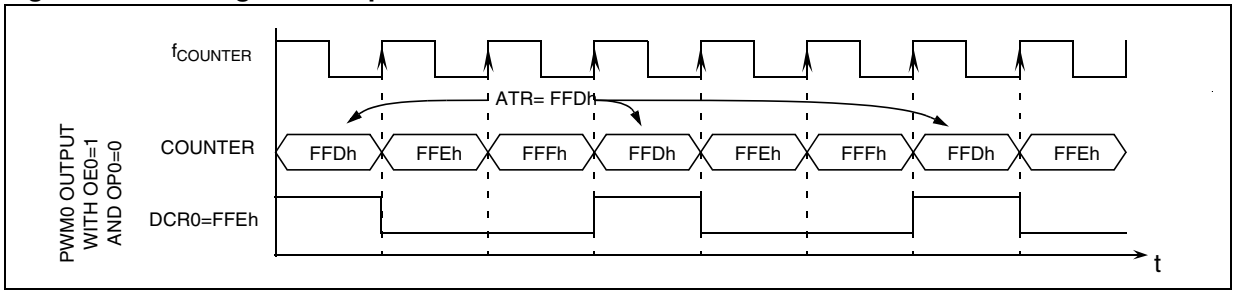 fCOUNTER
ATR= FFDh
COUNTER
FFDh FFEh FFFh FFDh FFEh FFFh FFDh FFEh
PWM0 OUTPUT
WITH OE0=1
AND OP0=0
DCR0=FFEh
t